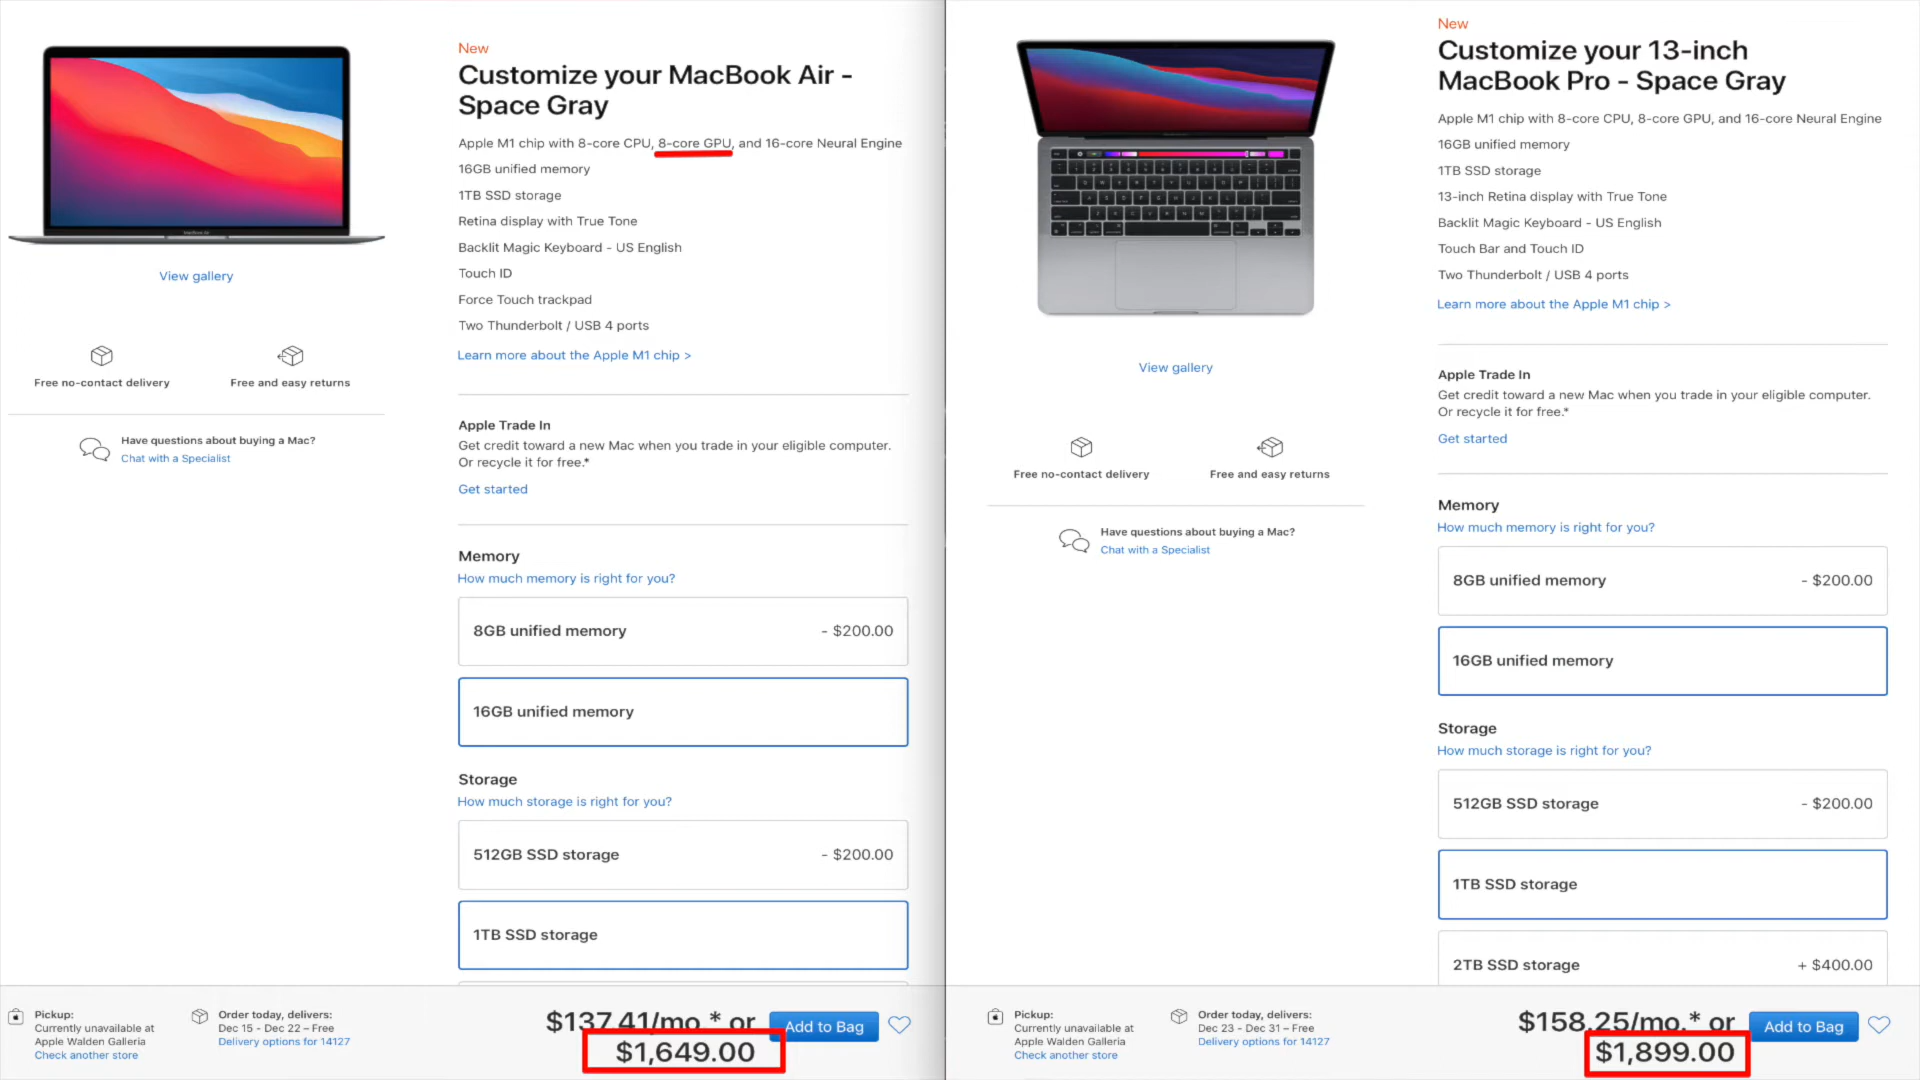 New
Customize your MacBook Air -
Space Gray
Apple M1 chip with 8-core CPU, 8-core GPU, and 16-core Neural Engine
16GB unified memory
1TB SSD storage
Retina display with True Tone
Backlit Magic Keyboard - US English
Touch ID
Force Touch trackpad
Two Thunderbolt / USB 4 ports
Learn more about the Apple M1 chip >
View gallery
Free no-contact delivery
Free and easy returns
Have questions about buying a Mac?
Chat with a Specialist
Apple Trade In
Get credit toward a new Mac when you trade in your eligible computer.
Or recycle it for free.*
Get started
Memory
How much memory is right for you?
8GB unified memory - $200.00
16GB unified memory
Storage
How much storage is right for you?
512GB SSD storage - $200.00
1TB SSD storage
Pickup:
Currently unavailable at
Apple Walden Galleria
Check another store
Order today, delivers:
Dec 15 - Dec 22 – Free
Delivery options for 14127
$137.41/mo.* or
$1,649.00
Add to Bag
New
Customize your 13-inch
MacBook Pro - Space Gray
Apple M1 chip with 8-core CPU, 8-core GPU, and 16-core Neural Engine
16GB unified memory
1TB SSD storage
13-inch Retina display with True Tone
Backlit Magic Keyboard - US English
Touch Bar and Touch ID
Two Thunderbolt / USB 4 ports
Learn more about the Apple M1 chip >
View gallery
Free no-contact delivery
Free and easy returns
Have questions about buying a Mac?
Chat with a Specialist
Apple Trade In
Get credit toward a new Mac when you trade in your eligible computer.
Or recycle it for free.*
Get started
Memory
How much memory is right for you?
8GB unified memory - $200.00
16GB unified memory
Storage
How much storage is right for you?
512GB SSD storage - $200.00
1TB SSD storage
2TB SSD storage + $400.00
Pickup:
Currently unavailable at
Apple Walden Galleria
Check another store
Order today, delivers:
Dec 23 - Dec 31 – Free
Delivery options for 14127
$158.25/mo.* or
$1,899.00
Add to Bag